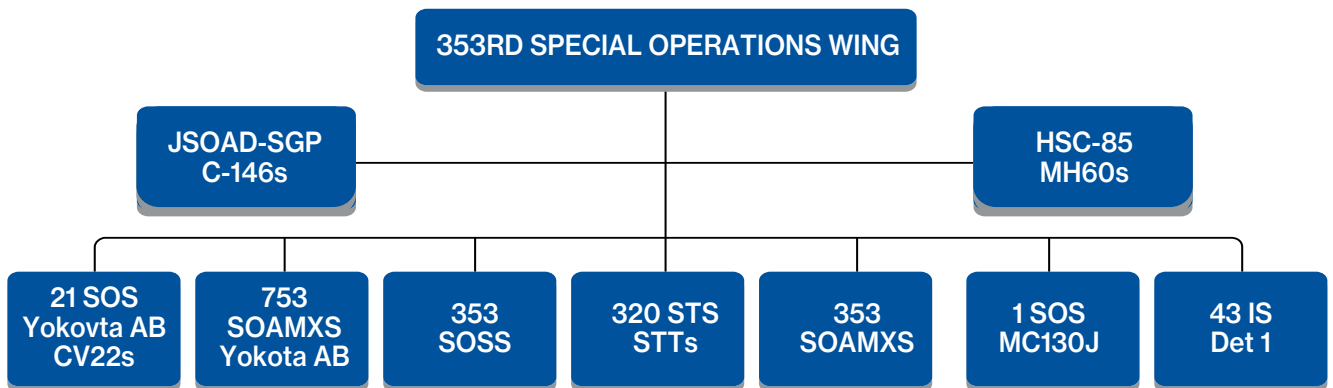 353RD SPECIAL OPERATIONS WING
JSOAD-SGP
C-146s
HSC-85
MH60s
21 SOS
Yokovta AB
CV22s
753
SOAMXS
Yokota AB
353
SOSS
320 STS
STTs
353
SOAMXS
1 SOS
MC130J
43 IS
Det 1